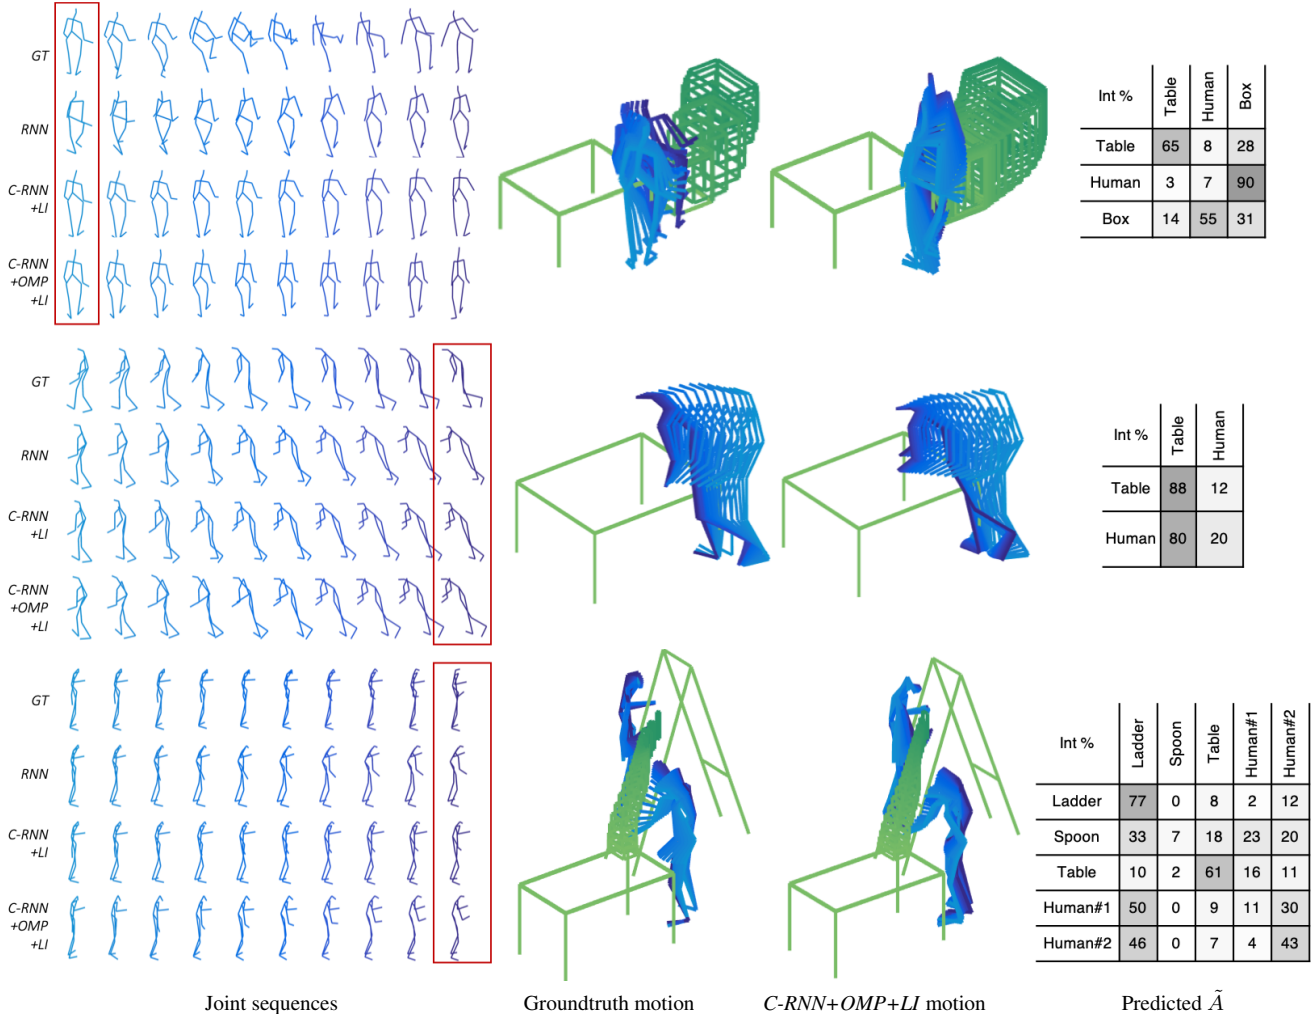 GT
RNN
C-RNN
+LI
C-RNN
+OMP
+LI
Int % Table Human Box
Table 65 8 28
Human 3 7 90
Box 14 55 31
GT
RNN
C-RNN
+LI
C-RNN
+OMP
+LI
Int % Table Human
Table 88 12
Human 80 20
GT
RNN
C-RNN
+LI
C-RNN
+OMP
+LI
Int % Ladder Spoon Table Human#1 Human#2
Ladder 77 0 8 2 12
Spoon 33 7 18 23 20
Table 10 2 61 16 11
Human#1 50 0 9 11 30
Human#2 46 0 7 4 43
Joint sequences Groundtruth motion C-RNN+OMP+LI motion Predicted Ã